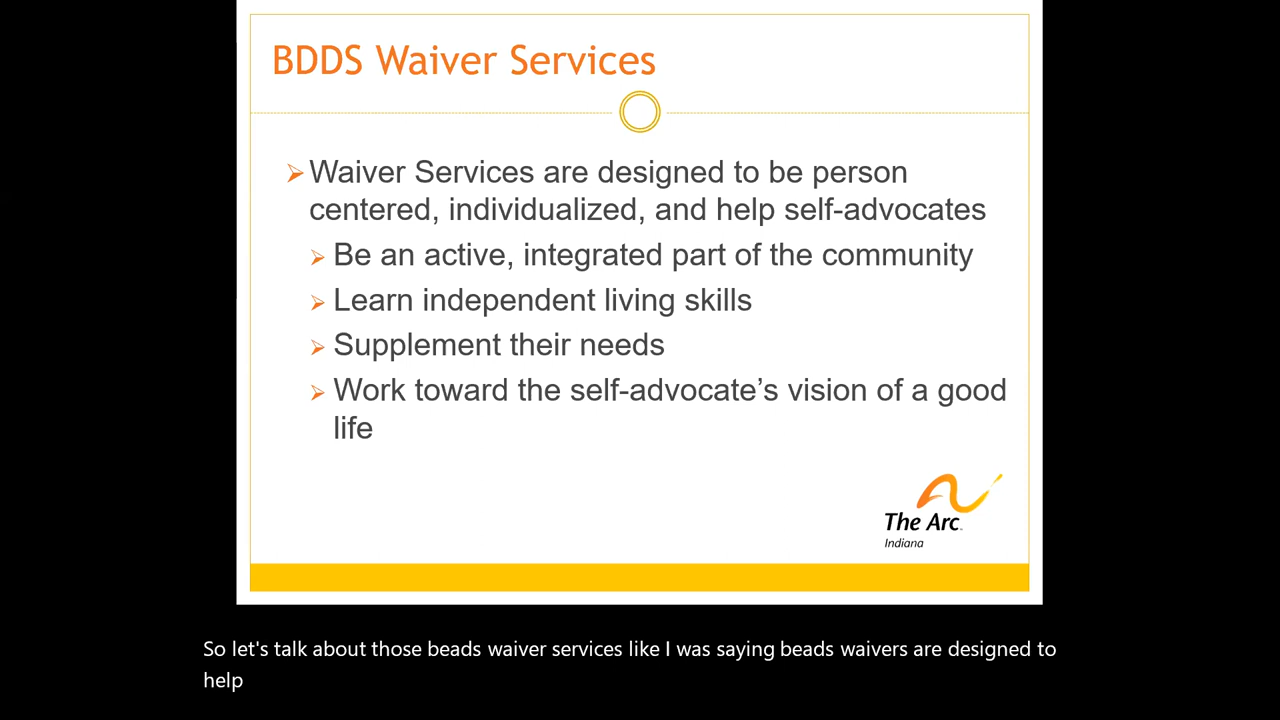 BDDS Waiver Services
Waiver Services are designed to be person
centered, individualized, and help self-advocates
Be an active, integrated part of the community
Learn independent living skills
Supplement their needs
Work toward the self-advocate’s vision of a good
life
The Arc
Indiana
So let's talk about those beads waiver services like I was saying beads waivers are designed to
help